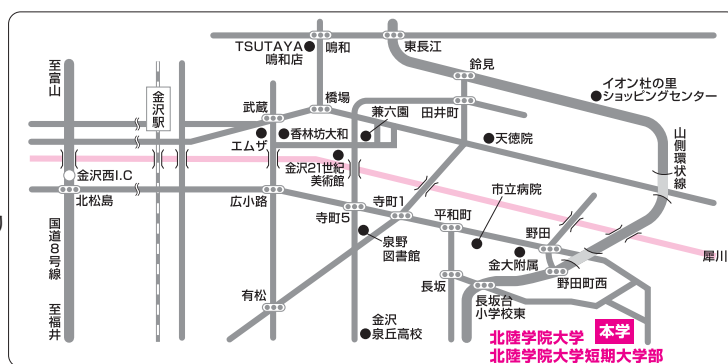 TSUTAYA
鳴和店
鳴和
東長江
鈴見
イオン杜の里
ショッピングセンター
至富山
金沢駅
武蔵
橋場
兼六園
田井町
エムザ
香林坊大和
天徳院
山側環状線
金沢21世紀
美術館
金沢西I.C
北松島
広小路
寺町5
寺町1
平和町
市立病院
野田
犀川
国道8号線
泉野
図書館
金大附属
野田町西
長坂
有松
長坂台
小学校東
至福井
金沢
泉丘高校
北陸学院大学
本学
北陸学院大学短期大学部